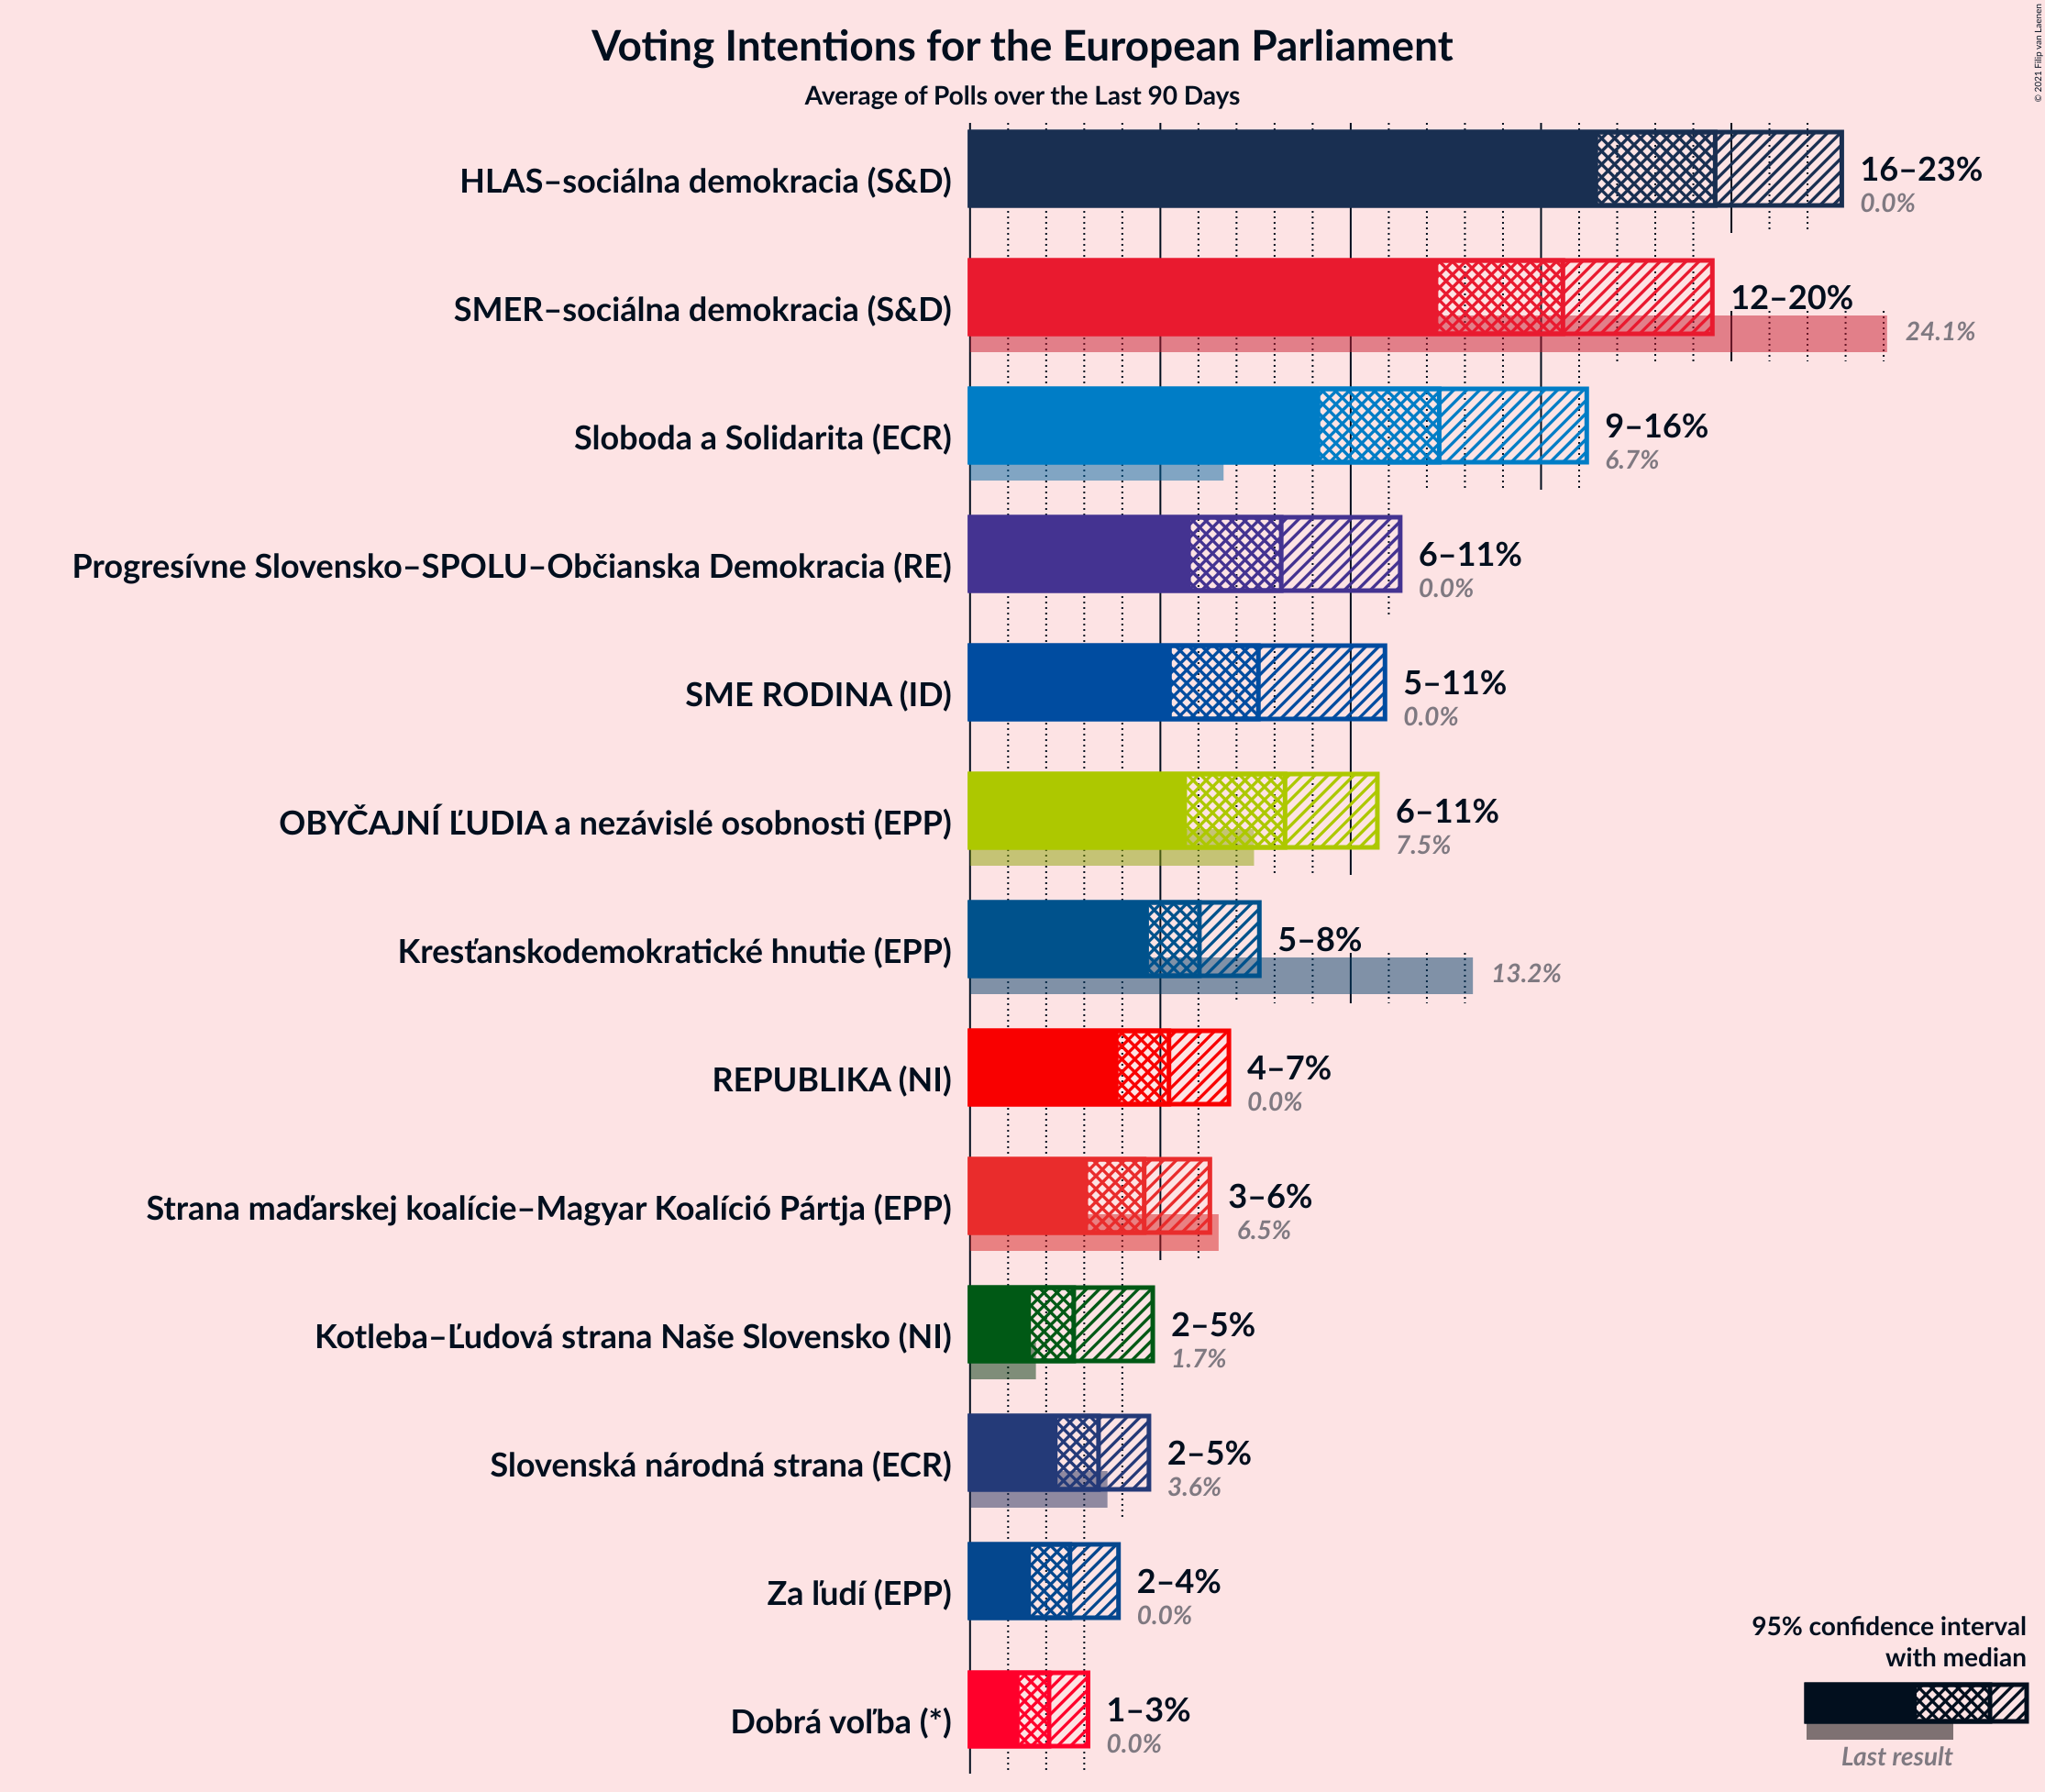 Voting Intentions for the European Parliament
Average of Polls over the Last 90 Days
© 2021 Filip van Laenen
HLAS–sociálna demokracia (S&D)
16–23%
0.0%
SMER–sociálna demokracia (S&D)
12–20%
24.1%
Sloboda a Solidarita (ECR)
9–16%
6.7%
Progresívne Slovensko–SPOLU–Občianska Demokracia (RE)
6–11%
0.0%
SME RODINA (ID)
5–11%
0.0%
OBYČAJNÍ ĽUDIA a nezávislé osobnosti (EPP)
6–11%
7.5%
Kresťanskodemokratické hnutie (EPP)
5–8%
13.2%
REPUBLIKA (NI)
4–7%
0.0%
Strana maďarskej koalície–Magyar Koalíció Pártja (EPP)
3–6%
6.5%
Kotleba–Ľudová strana Naše Slovensko (NI)
2–5%
1.7%
Slovenská národná strana (ECR)
2–5%
3.6%
Za ľudí (EPP)
2–4%
0.0%
Dobrá voľba (*)
1–3%
0.0%
95% confidence interval
with median
Last result